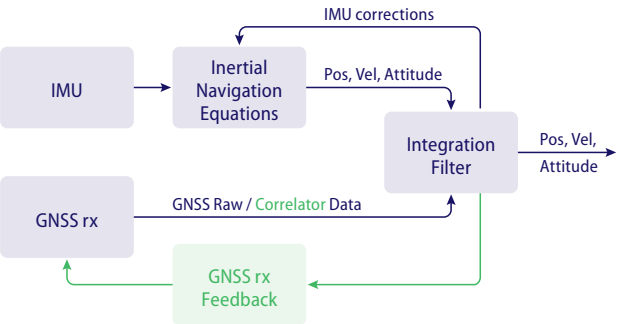 IMU corrections
IMU
Inertial
Navigation
Equations
Pos, Vel, Attitude
Integration
Filter
Pos, Vel,
Attitude
GNSS rx
GNSS Raw / Correlator Data
GNSS rx
Feedback